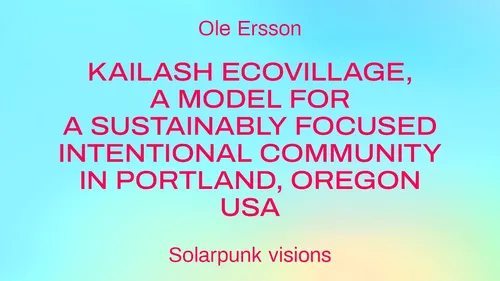 Ole Ersson
KAILASH ECOVILLAGE,
A MODEL FOR
A SUSTAINABLY FOCUSED
INTENTIONAL COMMUNITY
IN PORTLAND, OREGON
USA
Solarpunk visions